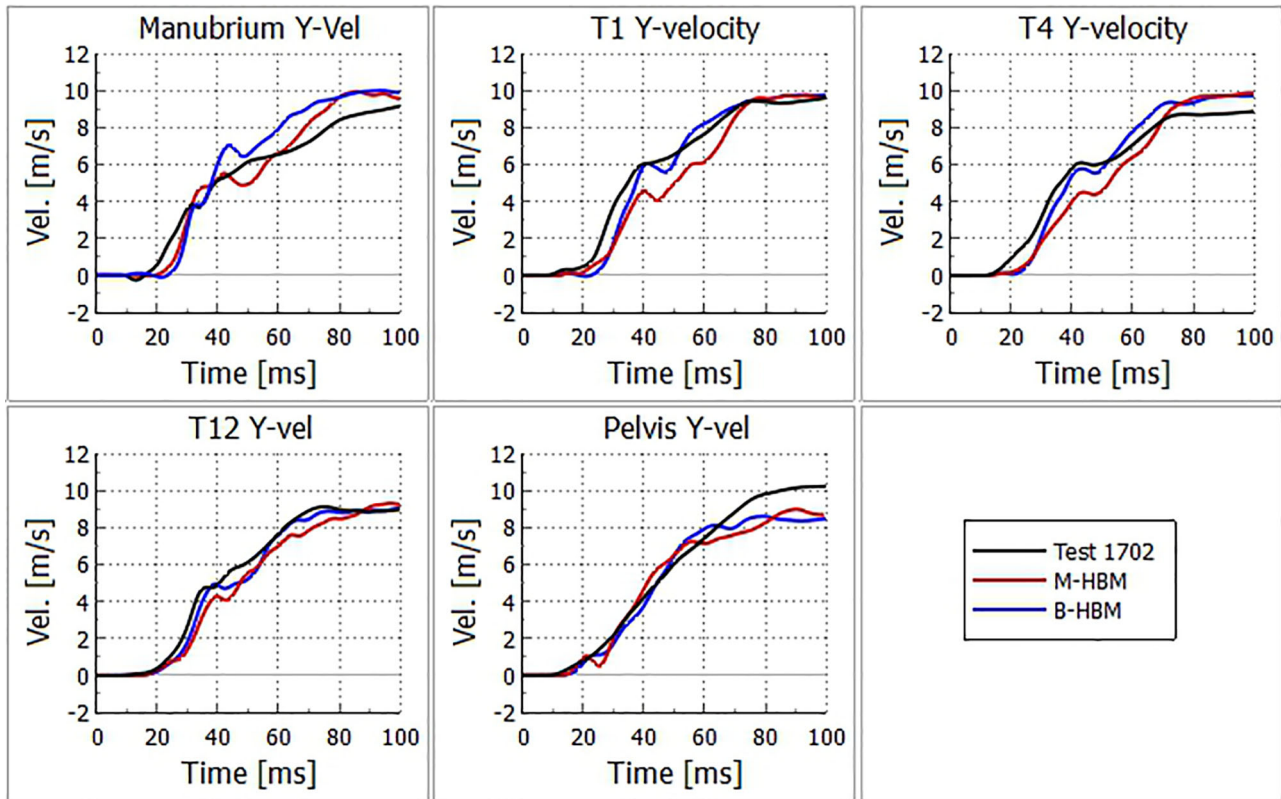 Manubrium Y-Vel
12
10
8
6
4
2
0
-2
Vel. [m/s]
0 20 40 60 80 100
Time [ms]
T1 Y-velocity
12
10
8
6
4
2
0
-2
Vel. [m/s]
0 20 40 60 80 100
Time [ms]
T4 Y-velocity
12
10
8
6
4
2
0
-2
Vel. [m/s]
0 20 40 60 80 100
Time [ms]
T12 Y-vel
12
10
8
6
4
2
0
-2
Vel. [m/s]
0 20 40 60 80 100
Time [ms]
Pelvis Y-vel
12
10
8
6
4
2
0
-2
Vel. [m/s]
0 20 40 60 80 100
Time [ms]
Test 1702
M-HBM
B-HBM